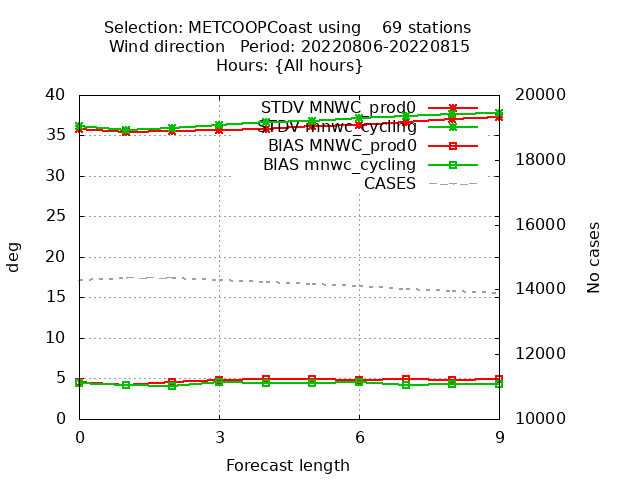 Selection: METCOOPCoast using    69 stations
Wind direction   Period: 20220806-20220815
Hours: {All hours}
40
35
30
25
20
15
10
5
0
deg
20000
18000
16000
14000
12000
10000
No cases
STDV MNWC_prod0
STDV mnwc_cycling
BIAS MNWC_prod0
BIAS mnwc_cycling
CASES
0 3 6 9
Forecast length